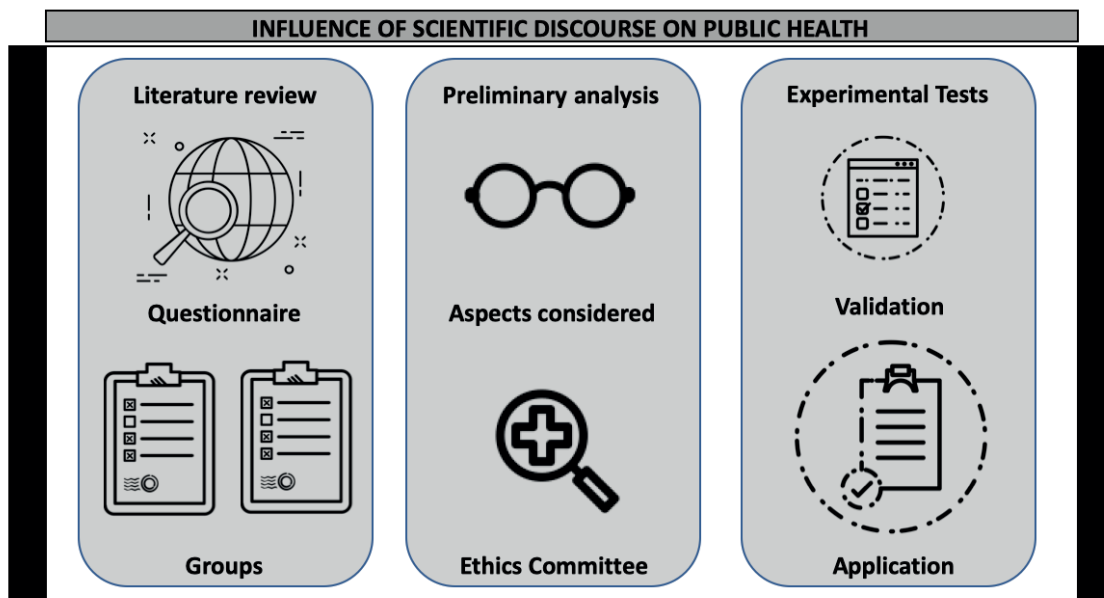 INFLUENCE OF SCIENTIFIC DISCOURSE ON PUBLIC HEALTH
Literature review
Questionnaire
Groups
Preliminary analysis
Aspects considered
Ethics Committee
Experimental Tests
Validation
Application